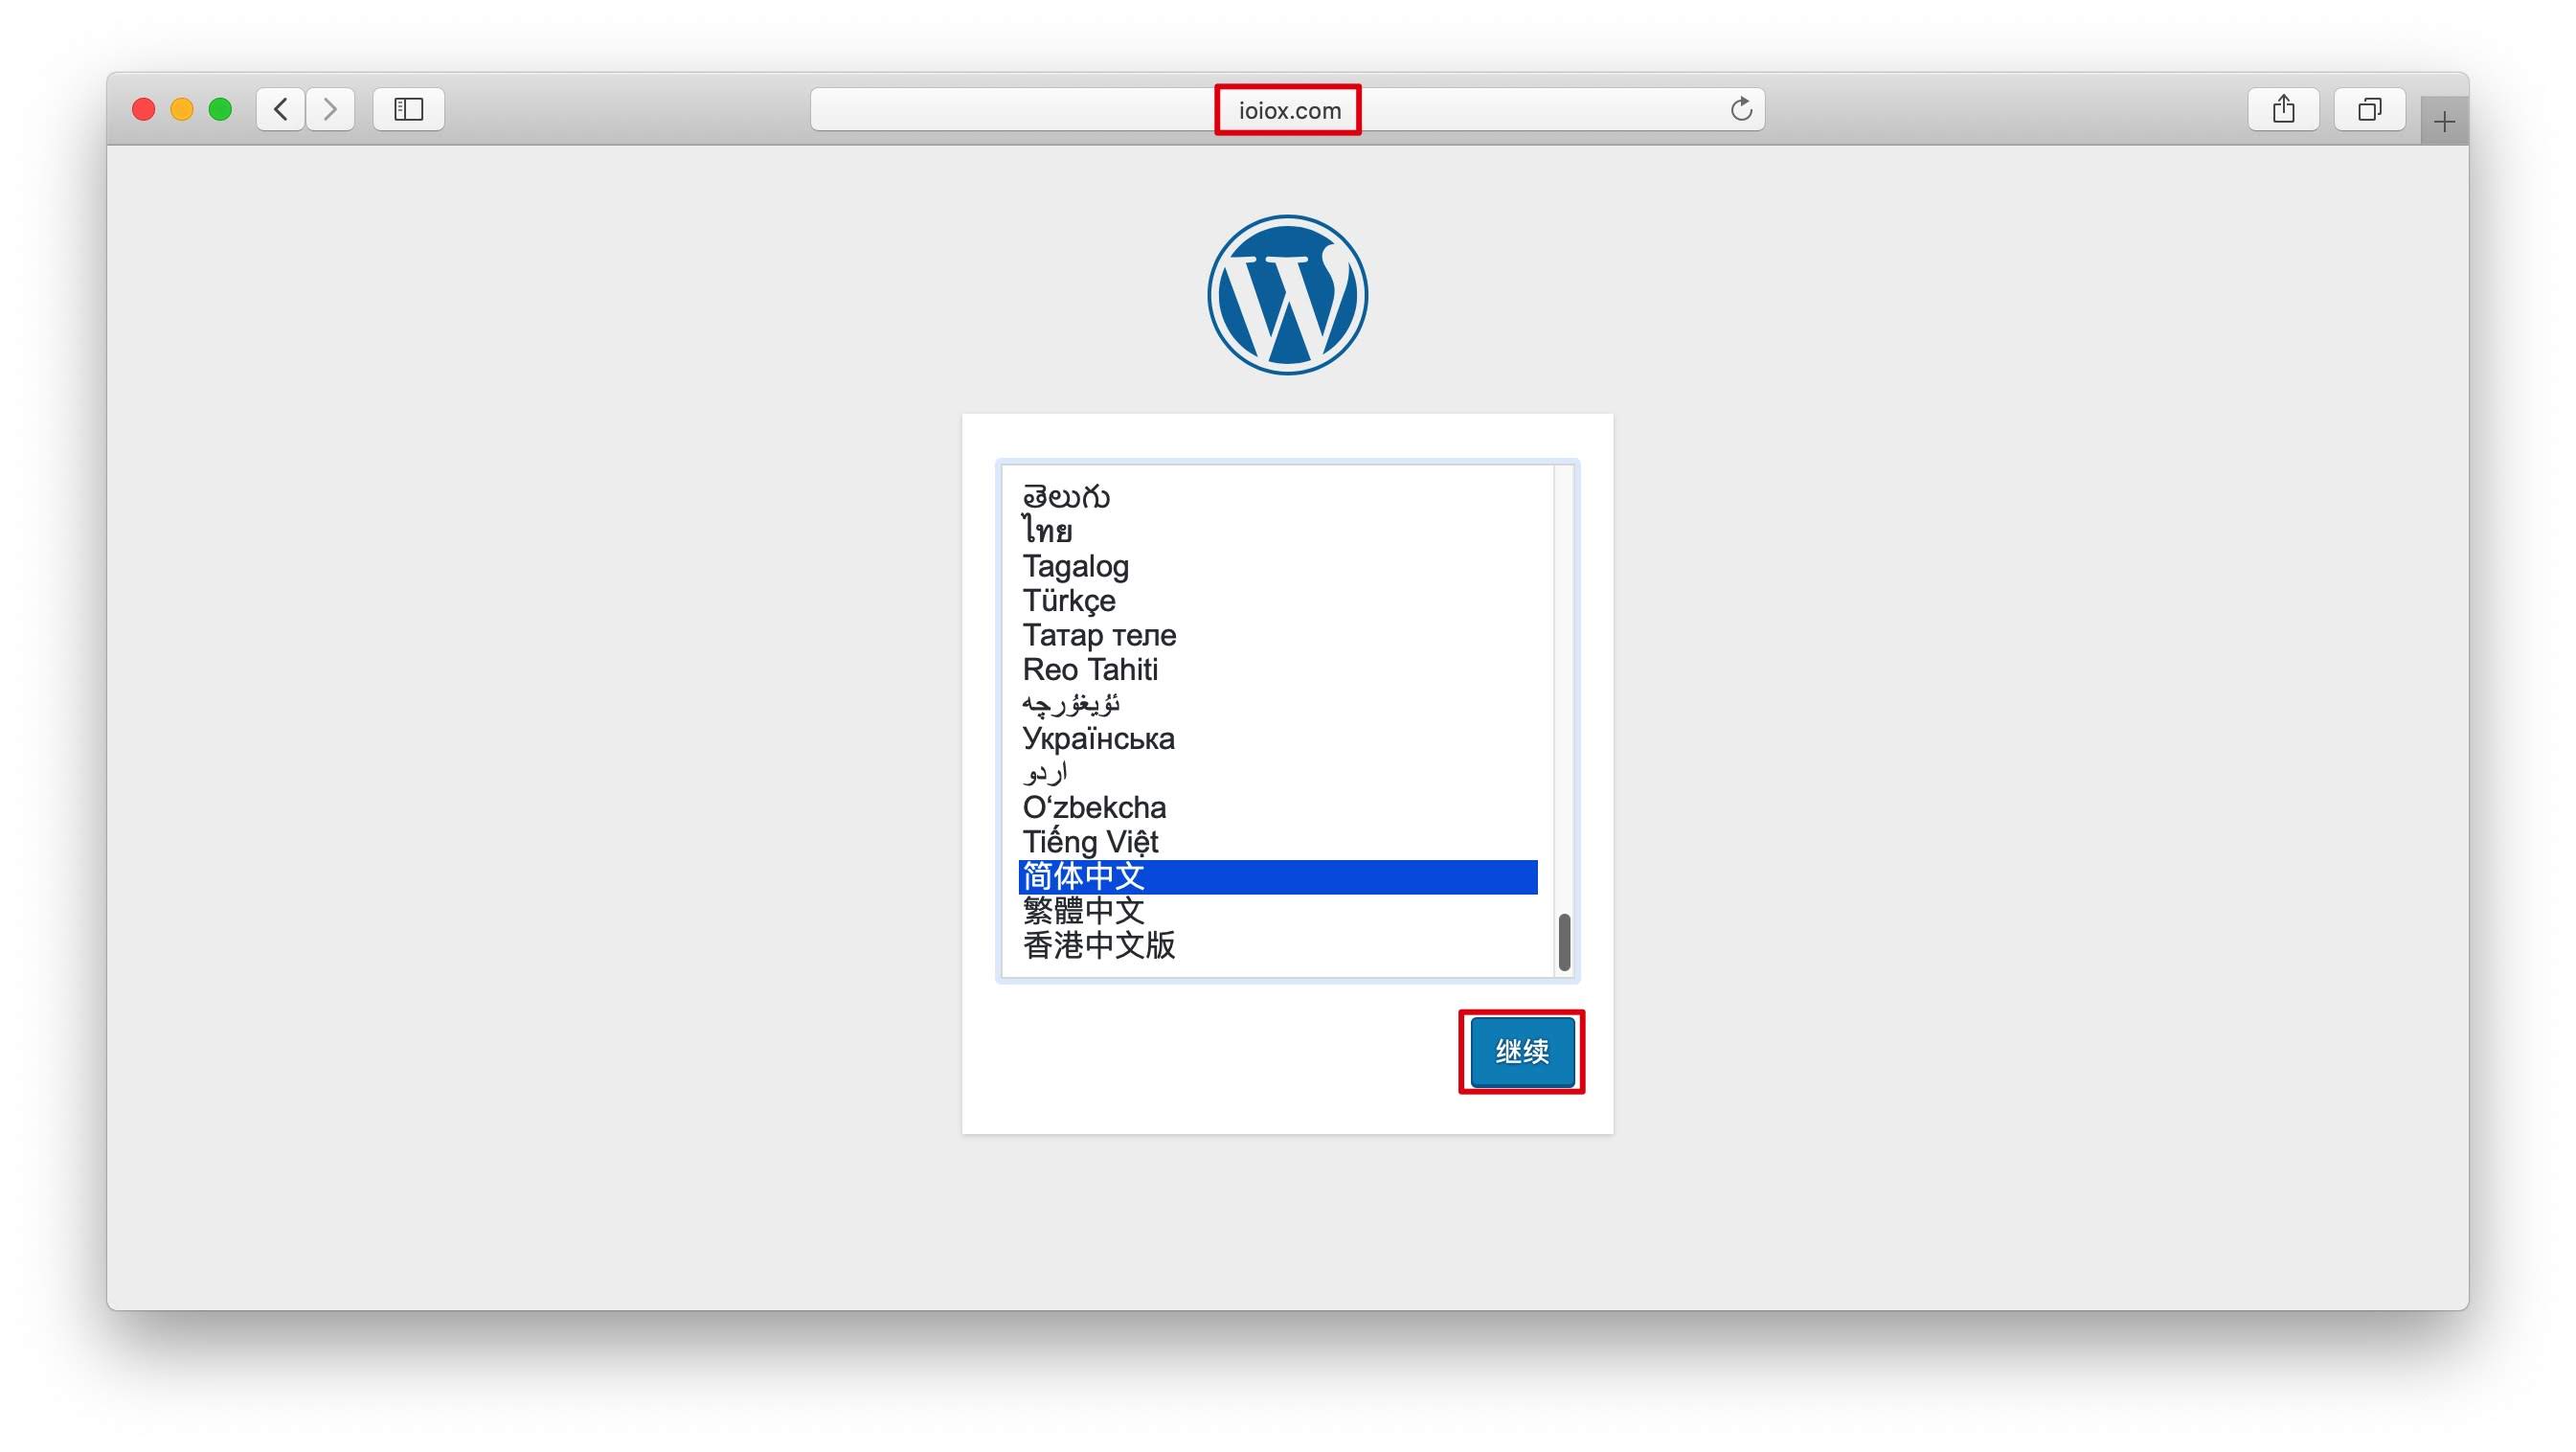 ioiox.com
తెలుగు
ไทย
Tagalog
Türkçe
Татар теле
Reo Tahiti
ئۇيغۇرچە
Українська
اردو
O‘zbekcha
Tiếng Việt
简体中文
繁體中文
香港中文版
继续